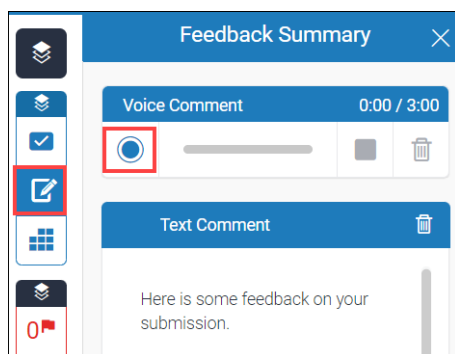 Feedback Summary
Voice Comment 0:00 / 3:00
Text Comment
Here is some feedback on your
submission.
0